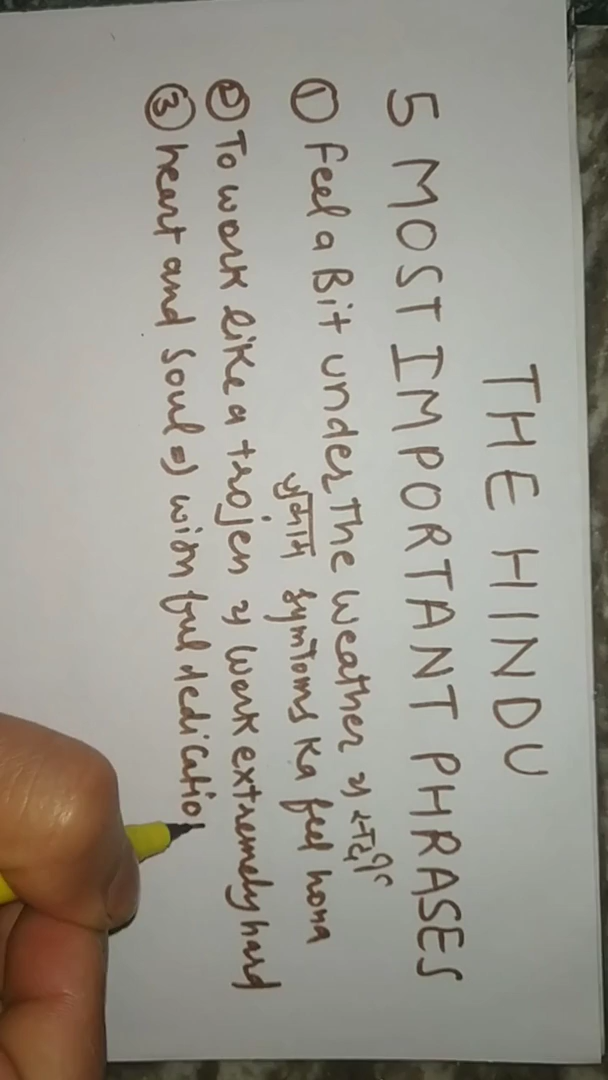 THE HINDU
5 MOST IMPORTANT PHRASES
① Feel a Bit under The Weather =>
जुकाम symtoms Ka feel hona
② To work like a trojen => Work extremely hard
③ heart and Soul => with full dedicatio